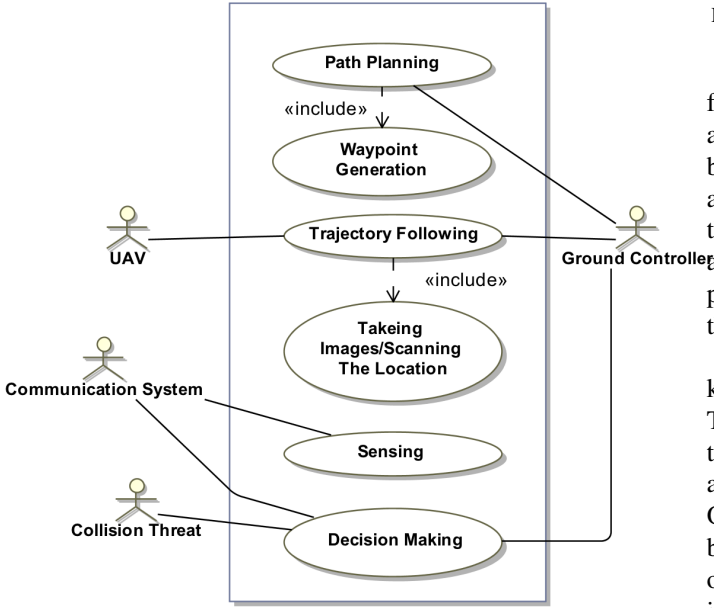 Path Planning
«include»
Waypoint
Generation
Trajectory Following
UAV
Ground Controller
«include»
Takeing
Images/Scanning
The Location
Communication System
Sensing
Collision Threat
Decision Making